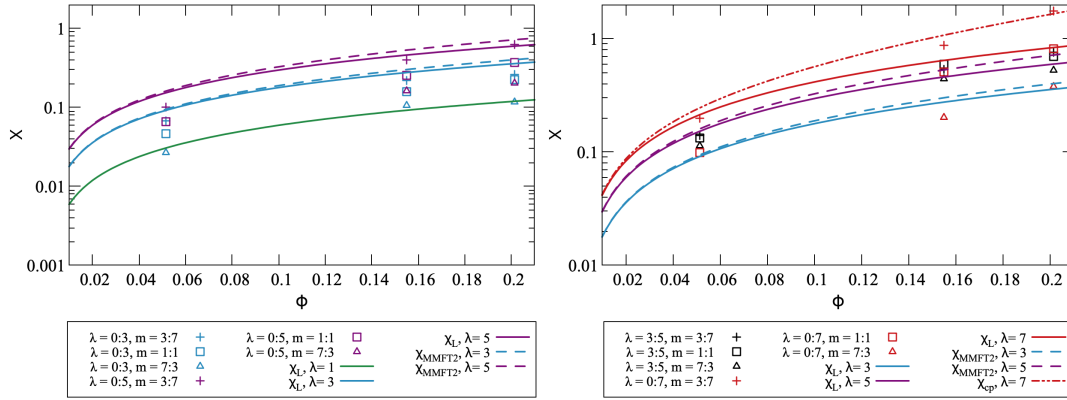 1
0.1
0.01
0.001
χ
0.02 0.04 0.06 0.08 0.1 0.12 0.14 0.16 0.18 0.2
Φ
λ = 0:3, m = 3:7
λ = 0:3, m = 1:1
λ = 0:3, m = 7:3
λ = 0:5, m = 3:7
λ = 0:5, m = 1:1
λ = 0:5, m = 7:3
χL, λ= 1
χL, λ= 3
χL, λ= 5
χMMFT2, λ= 3
χMMFT2, λ= 5
1
0.1
0.01
χ
0.02 0.04 0.06 0.08 0.1 0.12 0.14 0.16 0.18 0.2
Φ
λ = 3:5, m = 3:7
λ = 3:5, m = 1:1
λ = 3:5, m = 7:3
λ = 0:7, m = 3:7
λ = 0:7, m = 1:1
λ = 0:7, m = 7:3
χL, λ= 3
χL, λ= 5
χL, λ= 7
χMMFT2, λ= 3
χMMFT2, λ= 5
χcp, λ= 7